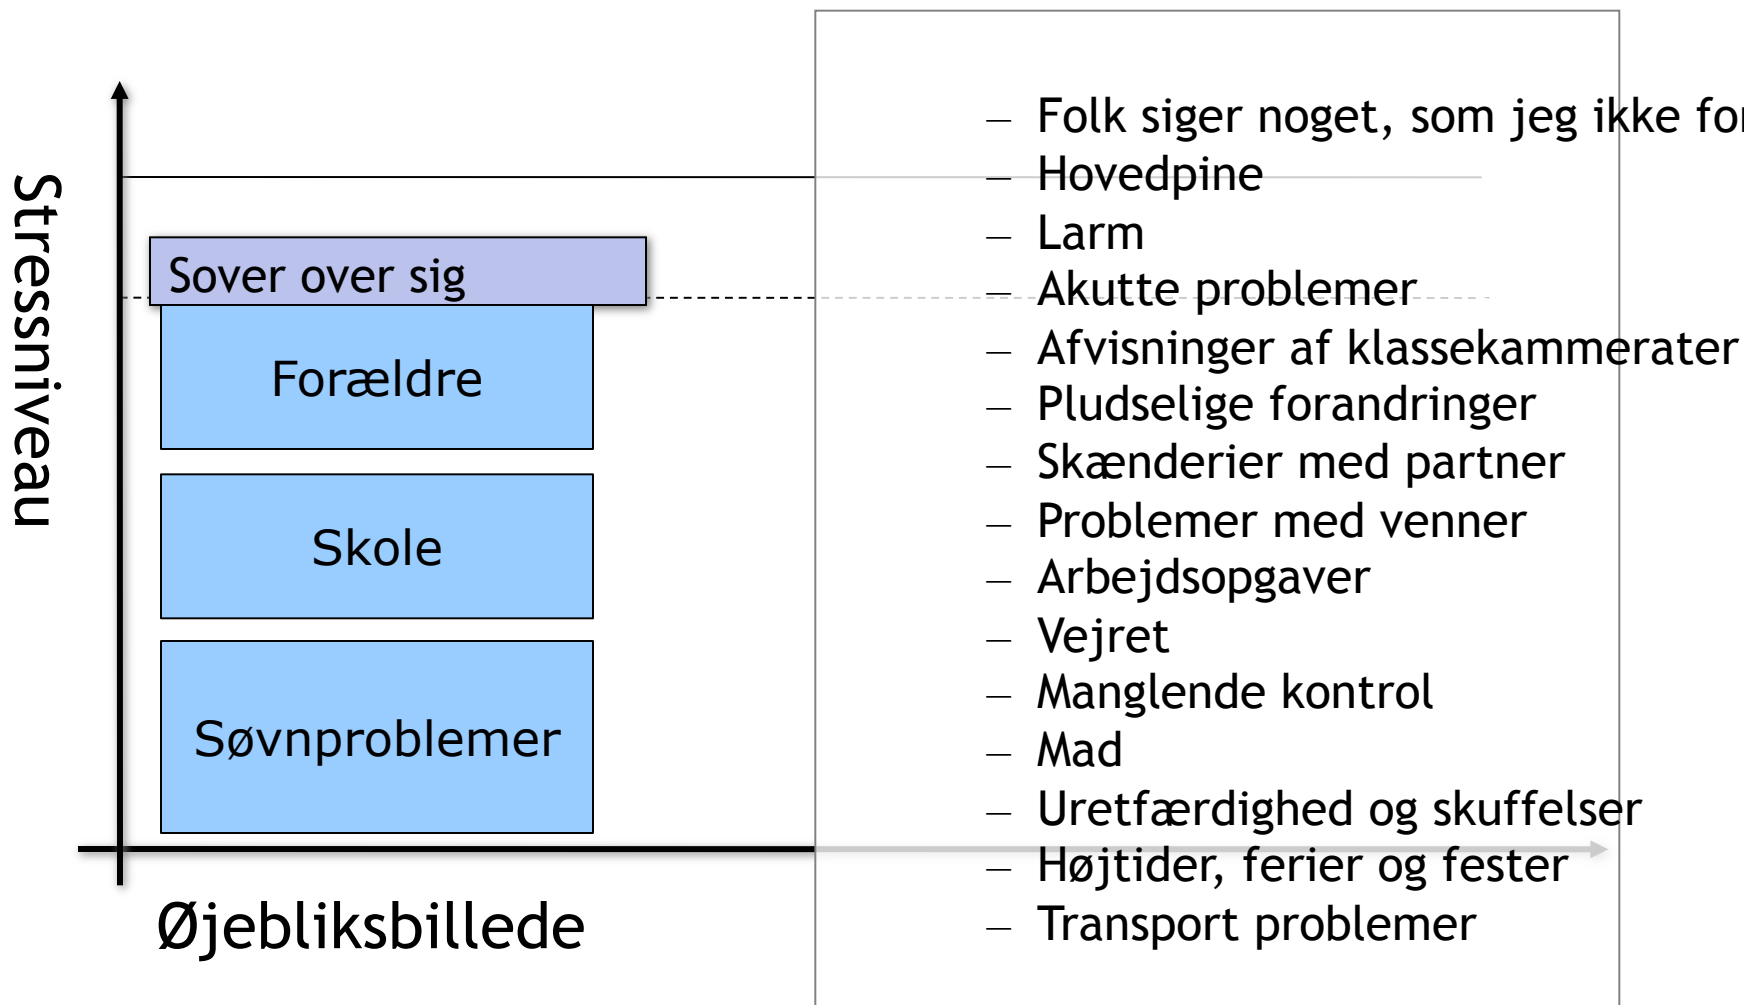 Stressniveau
Sover over sig
Forældre
Skole
Søvnproblemer
Øjebliksbillede
– Folk siger noget, som jeg ikke
– Hovedpine
– Larm
– Akutte problemer
– Afvisninger af klassekammerater
– Pludselige forandringer
– Skænderier med partner
– Problemer med venner
– Arbejdsopgaver
– Vejret
– Manglende kontrol
– Mad
– Uretfærdighed og skuffelser
– Højtider, ferier og fester
– Transport problemer